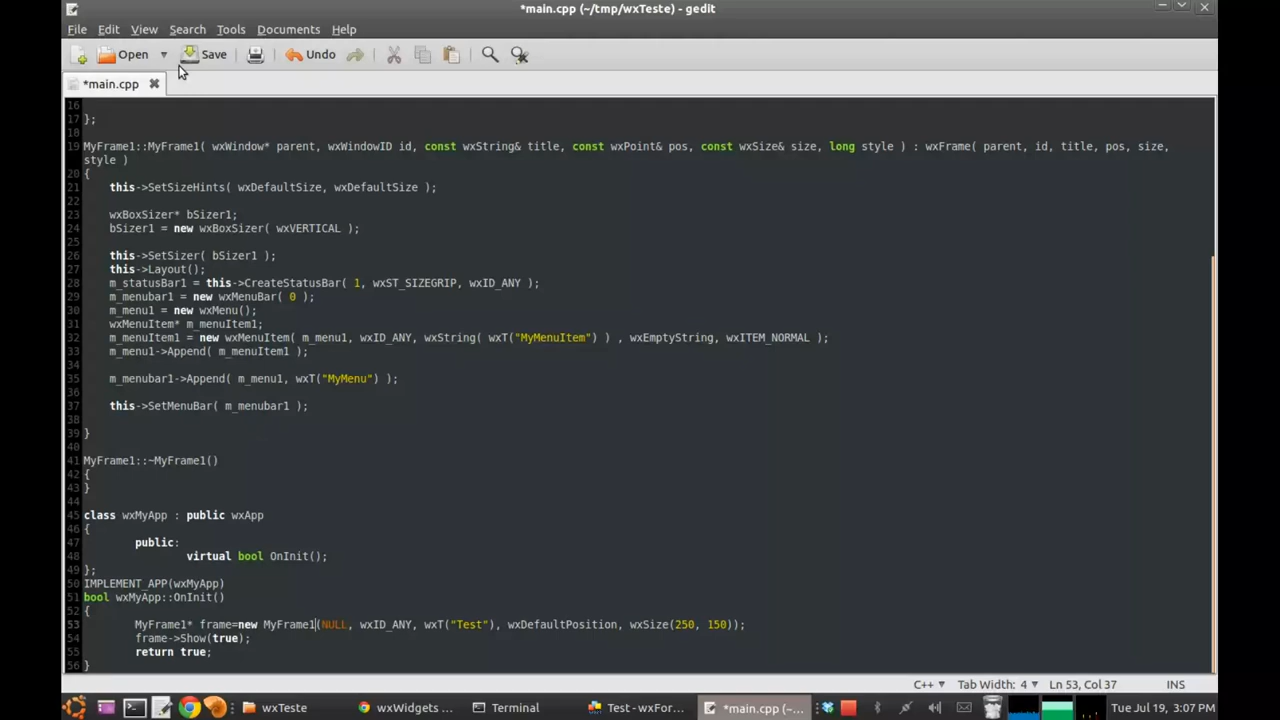 *main.cpp (~/tmp/wxTeste) - gedit
File Edit View Search Tools Documents Help
Open Save Undo
*main.cpp
16
17 };
18
19 MyFrame1::MyFrame1( wxWindow* parent, wxWindowID id, const wxString& title, const wxPoint& pos, const wxSize& size, long style ) : wxFrame( parent, id, title, pos, size,
style )
20 {
21 this->SetSizeHints( wxDefaultSize, wxDefaultSize );
22
23 wxBoxSizer* bSizer1;
24 bSizer1 = new wxBoxSizer( wxVERTICAL );
25
26 this->SetSizer( bSizer1 );
27 this->Layout();
28 m_statusBar1 = this->CreateStatusBar( 1, wxST_SIZEGRIP, wxID_ANY );
29 m_menubar1 = new wxMenuBar( 0 );
30 m_menu1 = new wxMenu();
31 wxMenuItem* m_menuItem1;
32 m_menuItem1 = new wxMenuItem( m_menu1, wxID_ANY, wxString( wxT("MyMenuItem") ) , wxEmptyString, wxITEM_NORMAL );
33 m_menu1->Append( m_menuItem1 );
34
35 m_menubar1->Append( m_menu1, wxT("MyMenu") );
36
37 this->SetMenuBar( m_menubar1 );
38
39 }
40
41 MyFrame1::~MyFrame1()
42 {
43 }
44
45 class wxMyApp : public wxApp
46 {
47 public:
48 virtual bool OnInit();
49 };
50 IMPLEMENT_APP(wxMyApp)
51 bool wxMyApp::OnInit()
52 {
53 MyFrame1* frame=new MyFrame1(NULL, wxID_ANY, wxT("Test"), wxDefaultPosition, wxSize(250, 150));
54 frame->Show(true);
55 return true;
56 }
C++ Tab Width: 4 Ln 53, Col 37 INS
wxTeste wxWidgets ... Terminal Test - wxFor... *main.cpp (~... Tue Jul 19, 3:07 PM